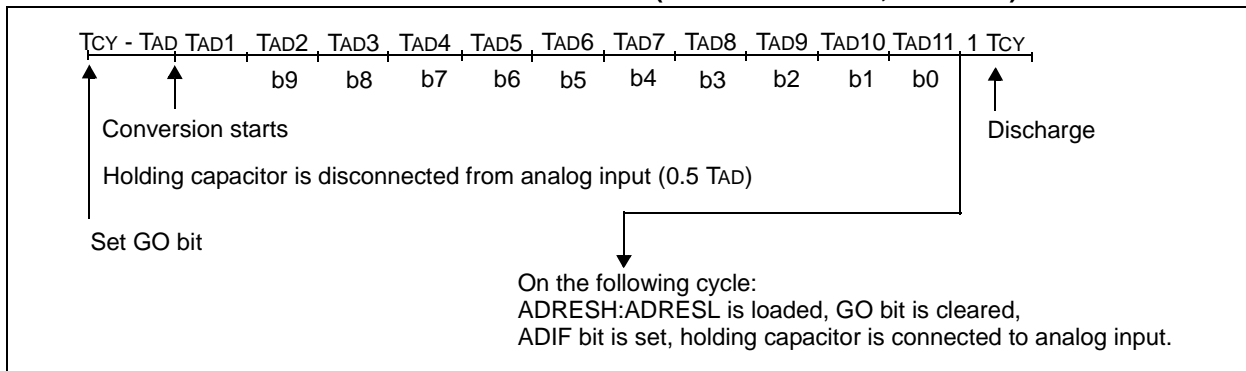 TCY - TAD TAD1 TAD2 TAD3 TAD4 TAD5 TAD6 TAD7 TAD8 TAD9 TAD10 TAD11 1 TCY
b9 b8 b7 b6 b5 b4 b3 b2 b1 b0
Conversion starts
Discharge
Holding capacitor is disconnected from analog input (0.5 TAD)
Set GO bit
On the following cycle:
ADRESH:ADRESL is loaded, GO bit is cleared,
ADIF bit is set, holding capacitor is connected to analog input.